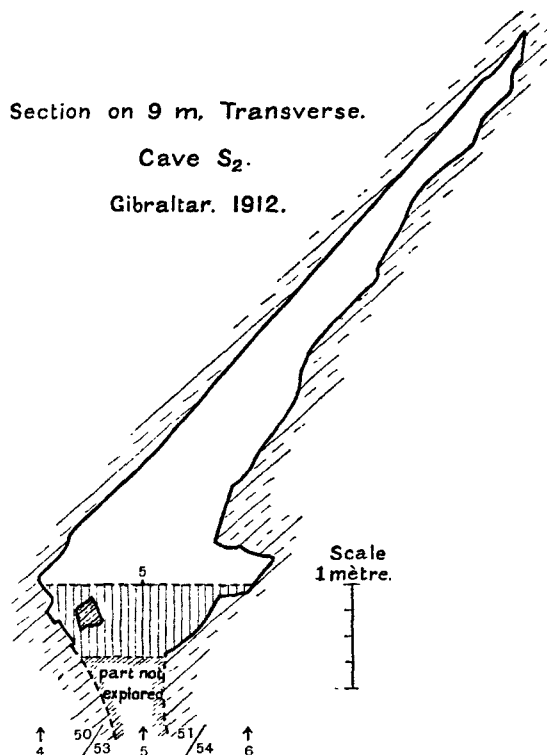 Section on 9 m, Transverse.
Cave S₂.
Gibraltar. 1912.
5
Scale
1 mètre.
part not
explored
4 50/53 5 51/54 6